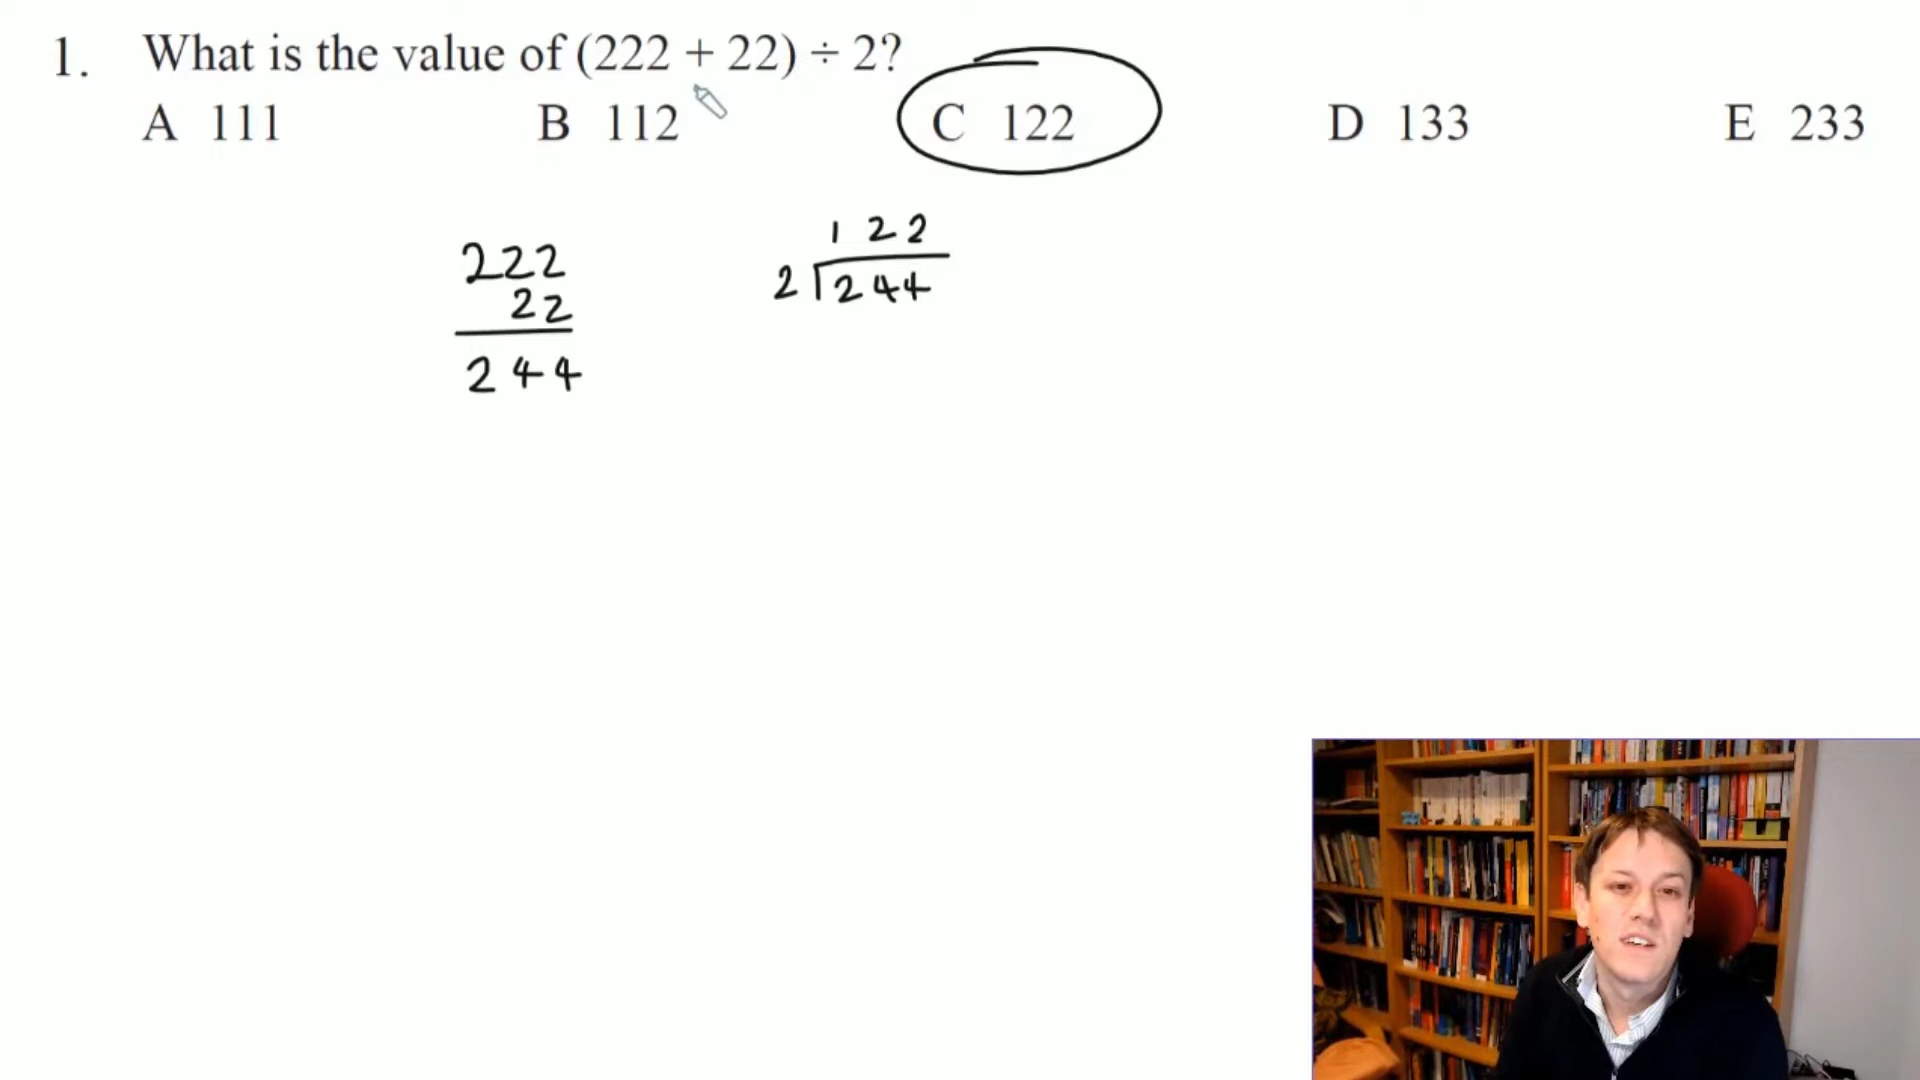 1. What is the value of (222 + 22) ÷ 2?
A 111 B 112 C 122 D 133 E 233
222
22
244
122
2 244